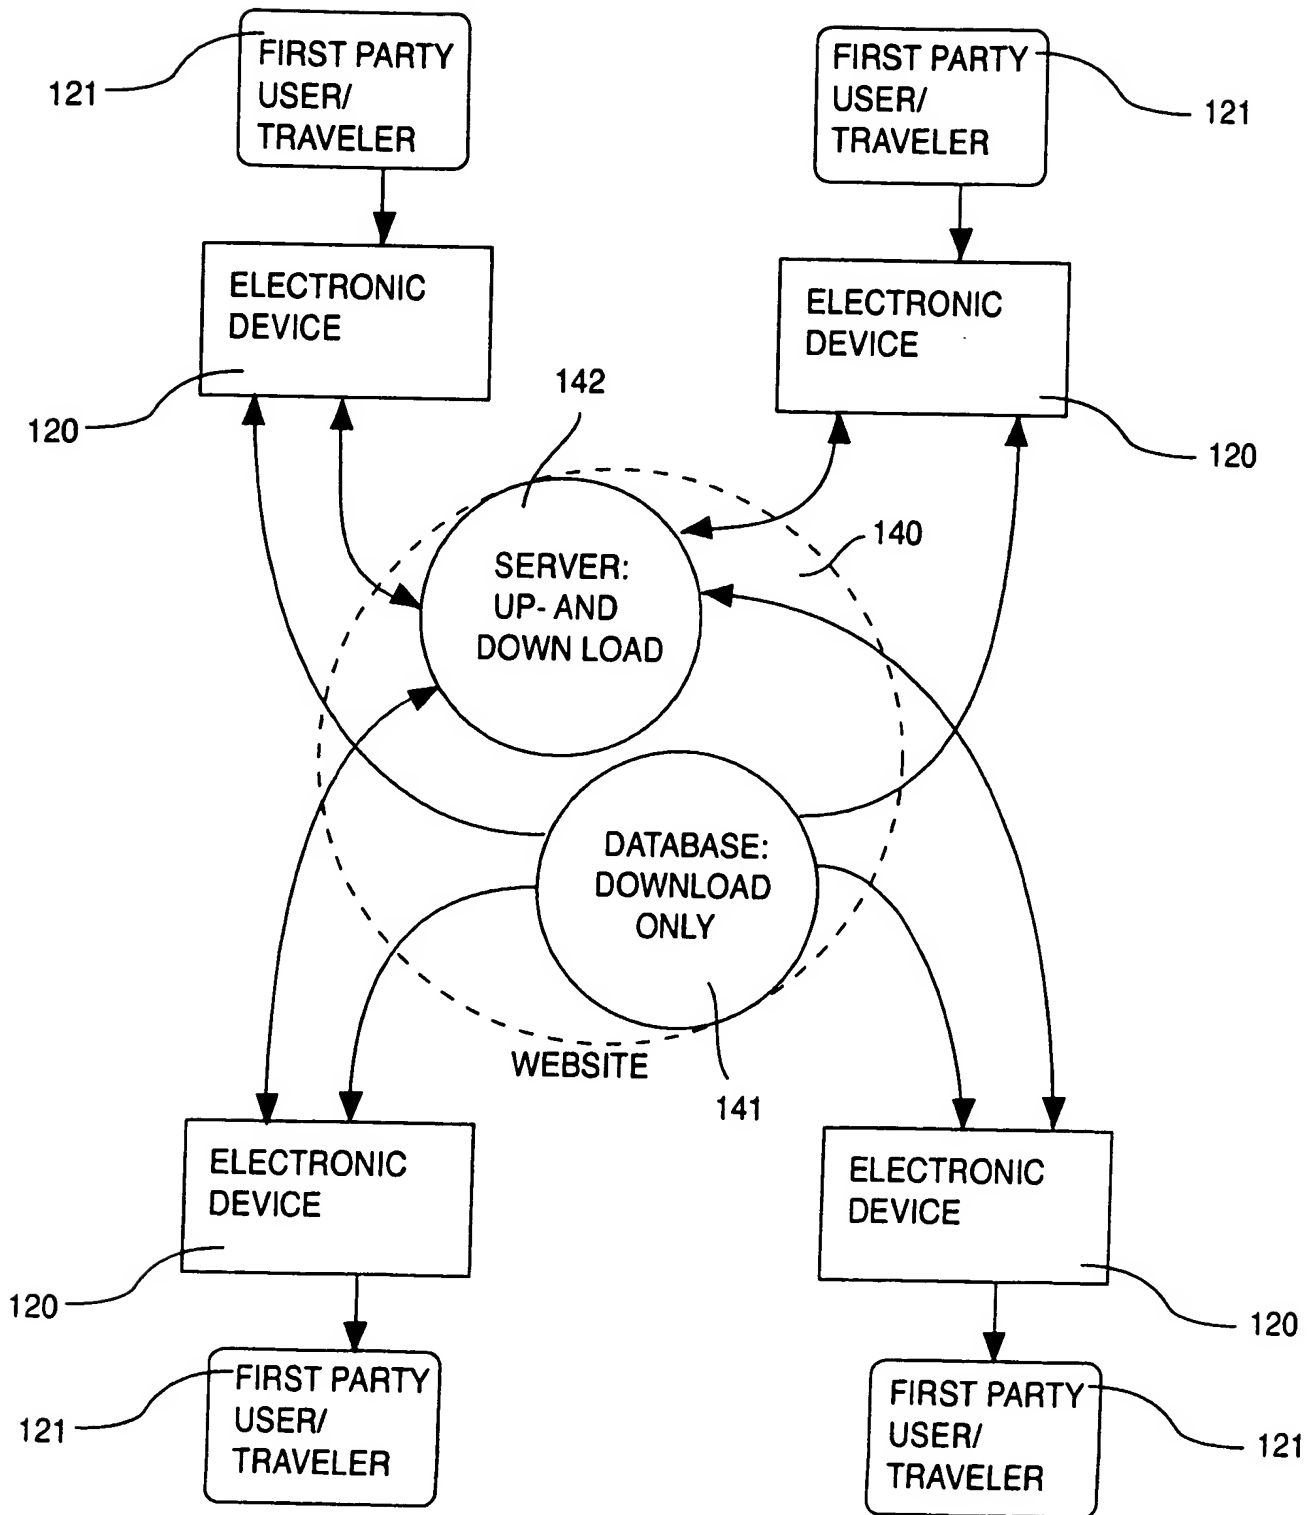 FIRST PARTY
USER/
TRAVELER
121
FIRST PARTY
USER/
TRAVELER
121
ELECTRONIC
DEVICE
120
ELECTRONIC
DEVICE
120
142
140
SERVER:
UP- AND
DOWN LOAD
DATABASE:
DOWNLOAD
ONLY
WEBSITE
141
ELECTRONIC
DEVICE
120
ELECTRONIC
DEVICE
120
FIRST PARTY
USER/
TRAVELER
121
FIRST PARTY
USER/
TRAVELER
121